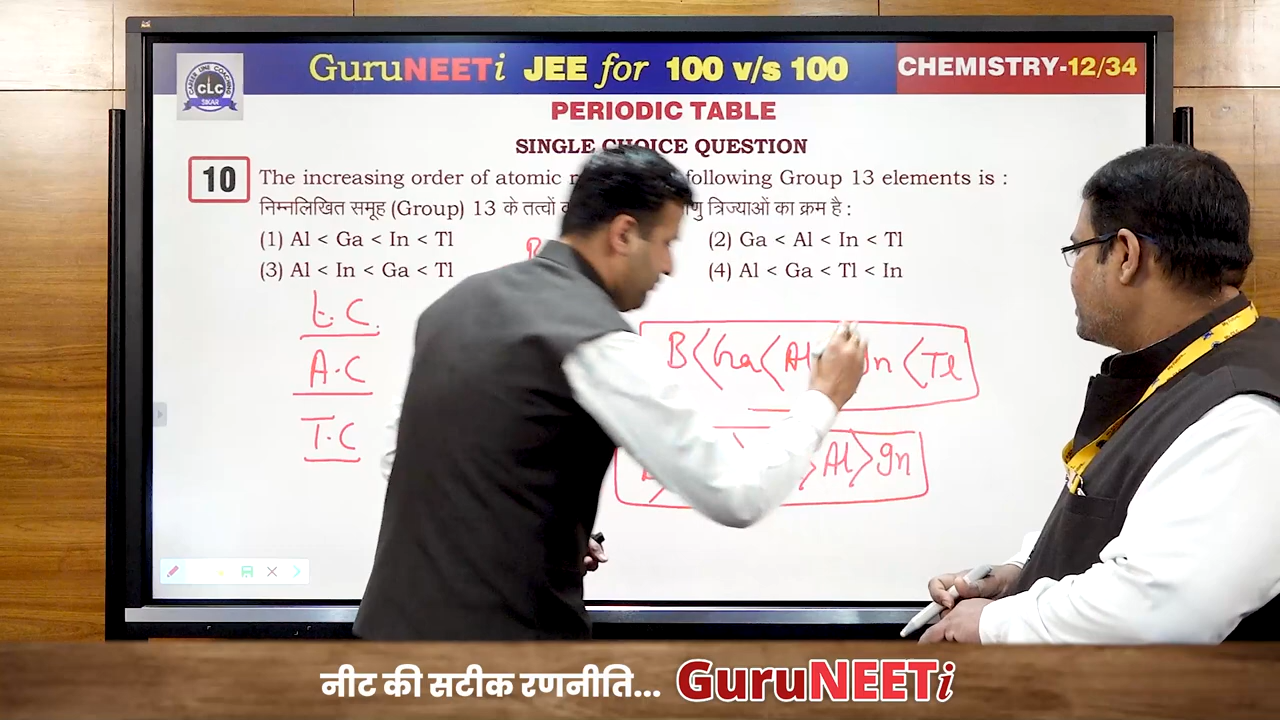 GuruNEETi JEE for 100 v/s 100
CHEMISTRY-12/34
CLC
SIKAR
PERIODIC TABLE
SINGLE CHOICE QUESTION
10 The increasing order of atomic following Group 13 elements is :
निम्नलिखित समूह (Group) 13 के तत्वों त्रिज्याओं का क्रम है :
(1) Al < Ga < In < Tl (2) Ga < Al < In < Tl
(3) Al < In < Ga < Tl (4) Al < Ga < Tl < In
t.C.
B<Ga<Al In <Tl
A.C
T.C
>Al>In
नीट की सटीक रणनीति... GuruNEETi